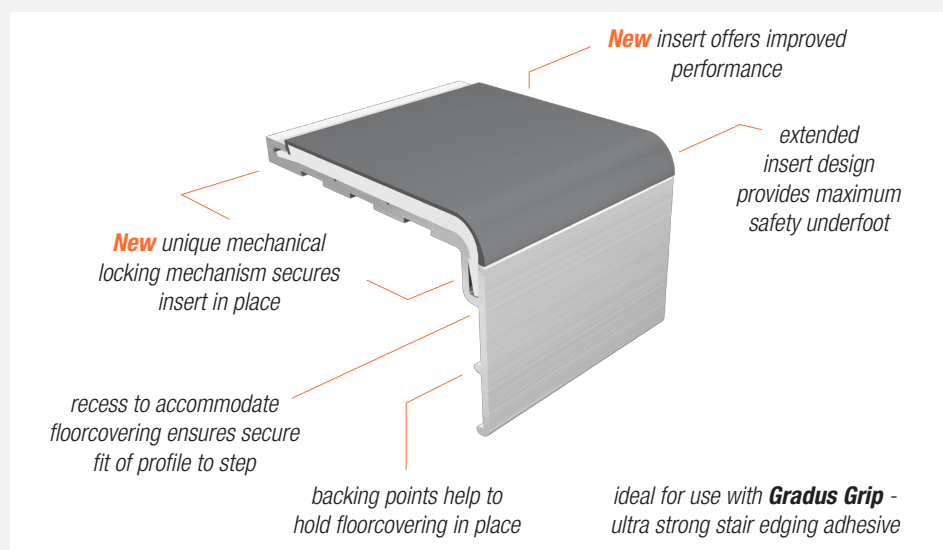 New insert offers improved
performance
extended
insert design
provides maximum
safety underfoot
New unique mechanical
locking mechanism secures
insert in place
recess to accommodate
floorcovering ensures secure
fit of profile to step
backing points help to
hold floorcovering in place
ideal for use with Gradus Grip -
ultra strong stair edging adhesive